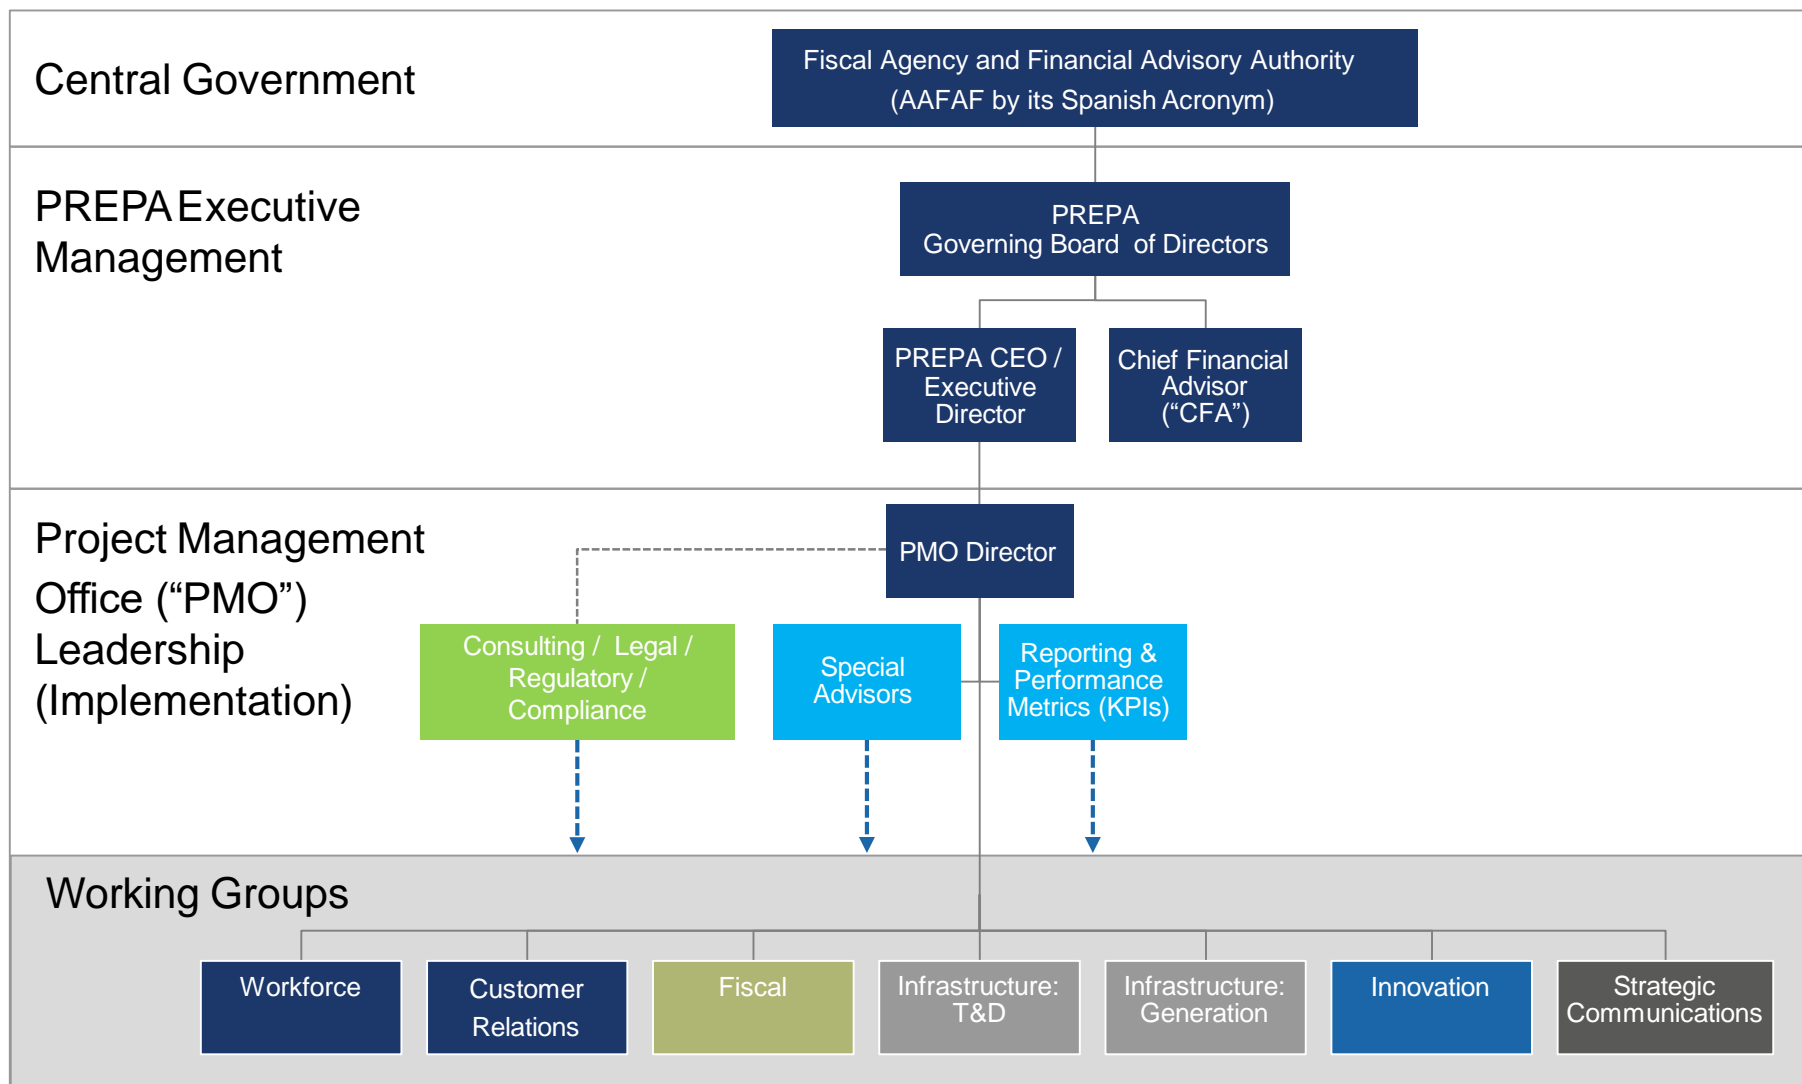 Central Government
Fiscal Agency and Financial Advisory Authority
(AAFAF by its Spanish Acronym)
PREPA Executive
Management
PREPA
Governing Board of Directors
PREPA CEO /
Executive
Director
Chief Financial
Advisor
(“CFA”)
Project Management
Office (“PMO”)
Leadership
(Implementation)
PMO Director
Consulting / Legal /
Regulatory /
Compliance
Special
Advisors
Reporting &
Performance
Metrics (KPIs)
Working Groups
Workforce
Customer
Relations
Fiscal
Infrastructure:
T&D
Infrastructure:
Generation
Innovation
Strategic
Communications